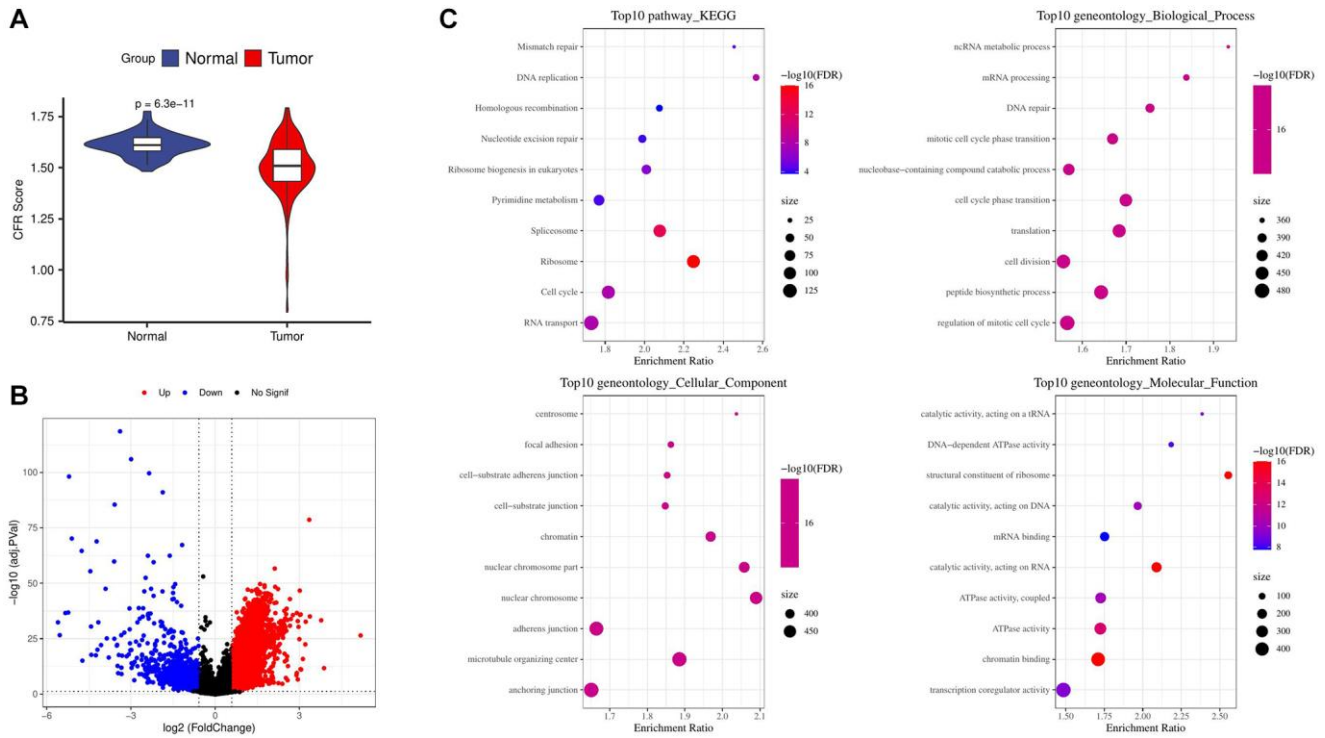 A
Group Normal Tumor
p = 6.3e−11
CFR Score
1.75
1.50
1.25
1.00
0.75
Normal Tumor
B
Up Down No Signif
−log10 (adj.PVal)
100
75
50
25
0
−6 −3 0 3
log2 (FoldChange)
C
Top10 pathway_KEGG
Mismatch repair
DNA replication
Homologous recombination
Nucleotide excision repair
Ribosome biogenesis in eukaryotes
Pyrimidine metabolism
Spliceosome
Ribosome
Cell cycle
RNA transport
1.8 2.0 2.2 2.4 2.6
Enrichment Ratio
−log10(FDR)
16
12
8
4
size
25
50
75
100
125
Top10 geneontology_Biological_Process
ncRNA metabolic process
mRNA processing
DNA repair
mitotic cell cycle phase transition
nucleobase−containing compound catabolic process
cell cycle phase transition
translation
cell division
peptide biosynthetic process
regulation of mitotic cell cycle
1.6 1.7 1.8 1.9
Enrichment Ratio
−log10(FDR)
16
size
360
390
420
450
480
Top10 geneontology_Cellular_Component
centrosome
focal adhesion
cell−substrate adherens junction
cell−substrate junction
chromatin
nuclear chromosome part
nuclear chromosome
adherens junction
microtubule organizing center
anchoring junction
1.7 1.8 1.9 2.0 2.1
Enrichment Ratio
−log10(FDR)
16
size
400
450
Top10 geneontology_Molecular_Function
catalytic activity, acting on a tRNA
DNA−dependent ATPase activity
structural constituent of ribosome
catalytic activity, acting on DNA
mRNA binding
catalytic activity, acting on RNA
ATPase activity, coupled
ATPase activity
chromatin binding
transcription coregulator activity
1.50 1.75 2.00 2.25 2.50
Enrichment Ratio
−log10(FDR)
16
14
12
10
8
size
100
200
300
400